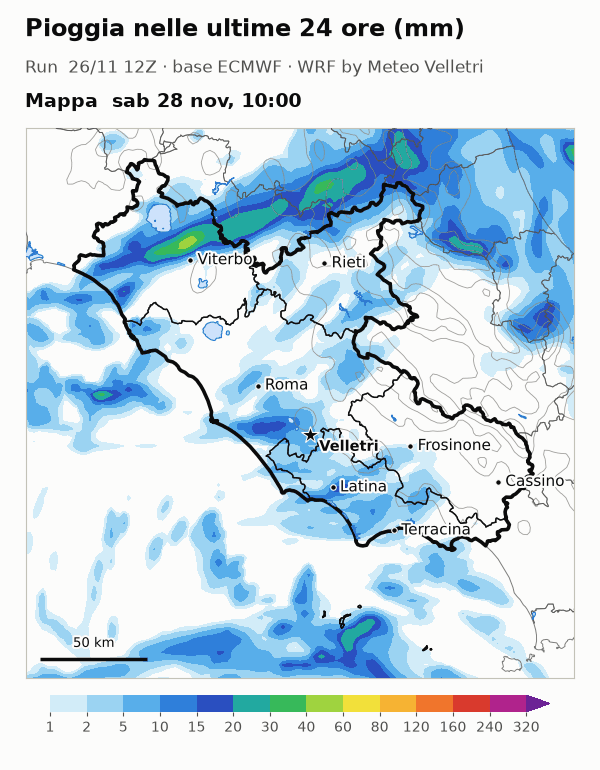 Pioggia nelle ultime 24 ore (mm)
Run 26/11 12Z · base ECMWF · WRF by Meteo Velletri
Mappa sab 28 nov, 10:00
Viterbo
Rieti
Roma
Velletri
Frosinone
Cassino
Latina
Terracina
50 km
1 2 5 10 15 20 30 40 60 80 120 160 240 320